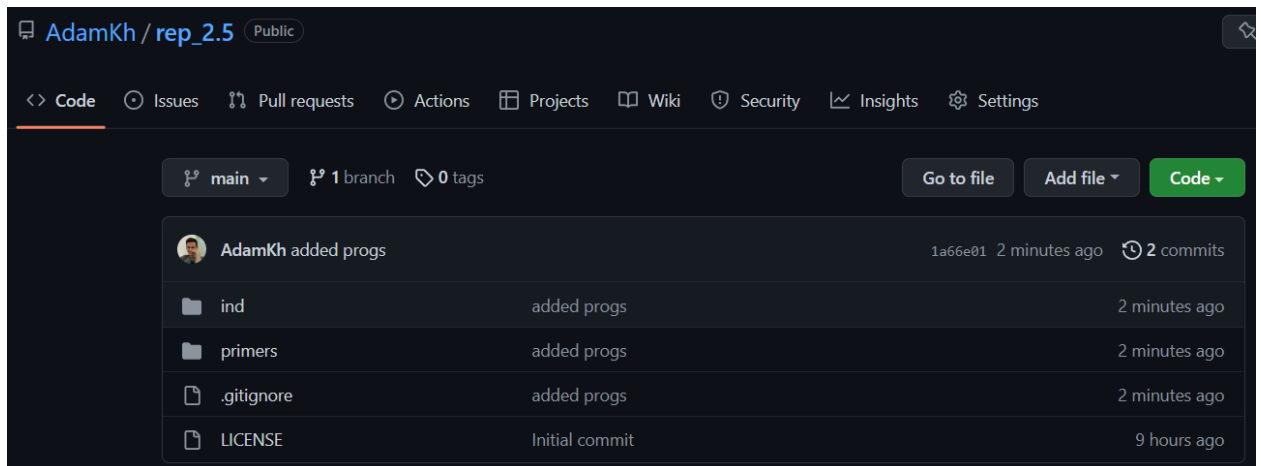 AdamKh / rep_2.5 Public
Code Issues Pull requests Actions Projects Wiki Security Insights Settings
main 1 branch 0 tags Go to file Add file Code
AdamKh added progs 1a66e01 2 minutes ago 2 commits
ind added progs 2 minutes ago
primers added progs 2 minutes ago
.gitignore added progs 2 minutes ago
LICENSE Initial commit 9 hours ago